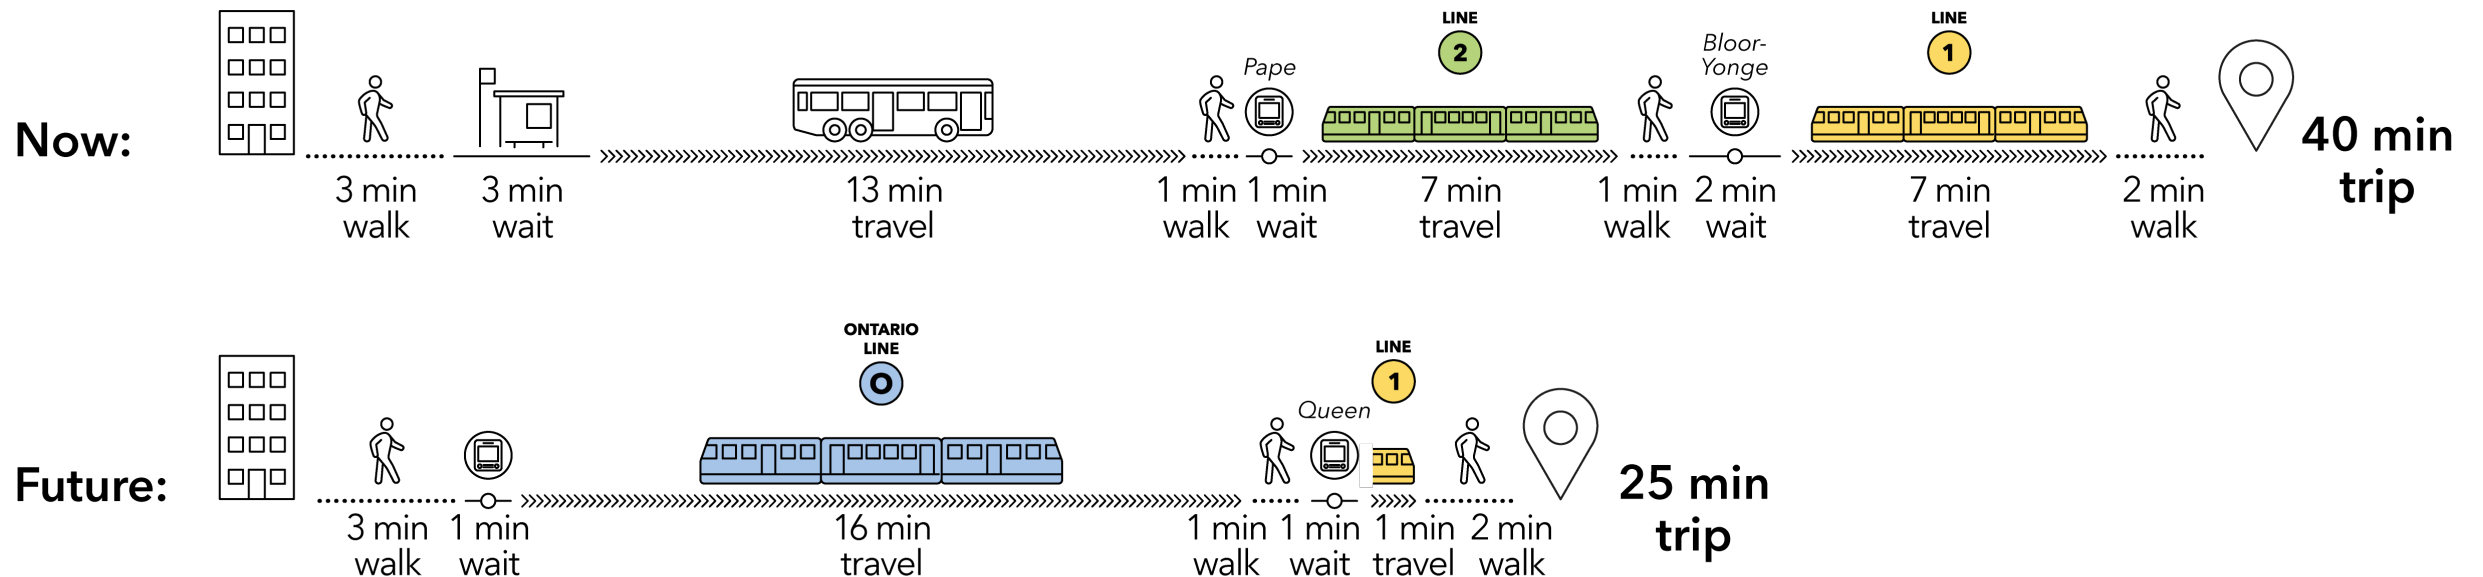 Now:
3 min
walk
3 min
wait
13 min
travel
1 min
walk
Pape
1 min
wait
LINE
2
7 min
travel
1 min
walk
Bloor-
Yonge
2 min
wait
LINE
1
7 min
travel
2 min
walk
40 min
trip
Future:
3 min
walk
1 min
wait
ONTARIO
LINE
O
16 min
travel
1 min
walk
Queen
1 min
wait
LINE
1
1 min
travel
2 min
walk
25 min
trip